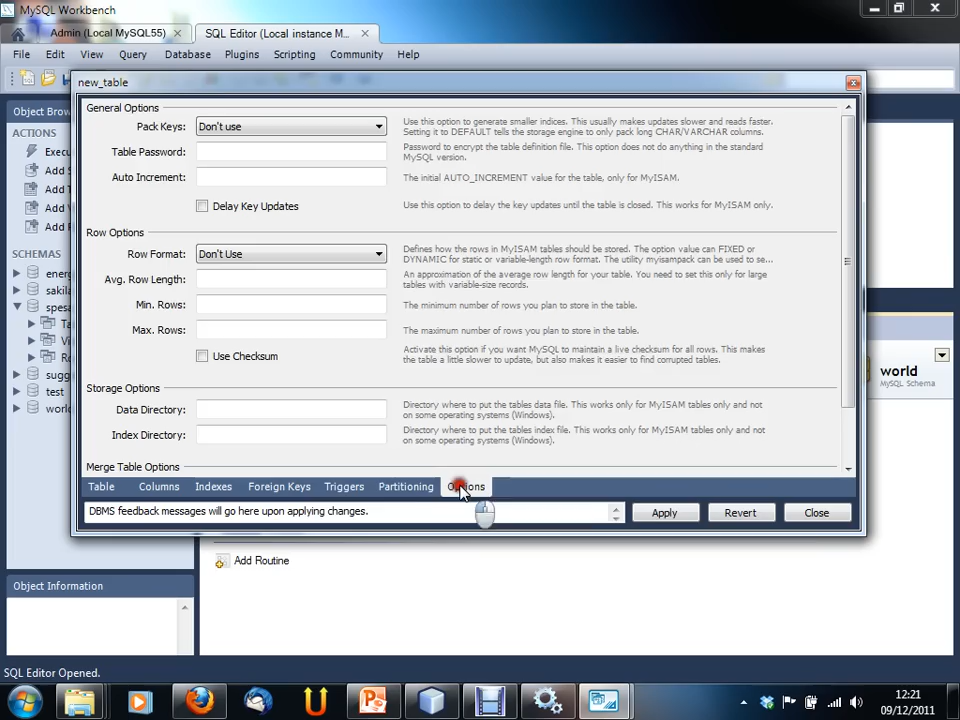 MySQL Workbench
Admin (Local MySQL55)
SQL Editor (Local instance M...
File Edit View Query Database Plugins Scripting Community Help
new_table
Object Brow
ACTIONS
Execu
Add S
Add T
Add V
Add R
SCHEMAS
energ
sakila
spesa
Ta
Vi
Ro
sugg
test
world
General Options
Pack Keys: Don't use
Use this option to generate smaller indices. This usually makes updates slower and reads faster.
Setting it to DEFAULT tells the storage engine to only pack long CHAR/VARCHAR columns.
Table Password:
Password to encrypt the table definition file. This option does not do anything in the standard
MySQL version.
Auto Increment:
The initial AUTO_INCREMENT value for the table, only for MyISAM.
Delay Key Updates
Use this option to delay the key updates until the table is closed. This works for MyISAM only.
Row Options
Row Format: Don't Use
Defines how the rows in MyISAM tables should be stored. The option value can FIXED or
DYNAMIC for static or variable-length row format. The utility myisampack can be used to se...
Avg. Row Length:
An approximation of the average row length for your table. You need to set this only for large
tables with variable-size records.
Min. Rows:
The minimum number of rows you plan to store in the table.
Max. Rows:
The maximum number of rows you plan to store in the table.
Use Checksum
Activate this option if you want MySQL to maintain a live checksum for all rows. This makes
the table a little slower to update, but also makes it easier to find corrupted tables.
Storage Options
Data Directory:
Directory where to put the tables data file. This works only for MyISAM tables only and not
on some operating systems (Windows).
Index Directory:
Directory where to put the tables index file. This works only for MyISAM tables only and not
on some operating systems (Windows).
Merge Table Options
Table Columns Indexes Foreign Keys Triggers Partitioning Options
DBMS feedback messages will go here upon applying changes.
Apply Revert Close
world
MySQL Schema
Add Routine
Object Information
SQL Editor Opened.
12:21
09/12/2011